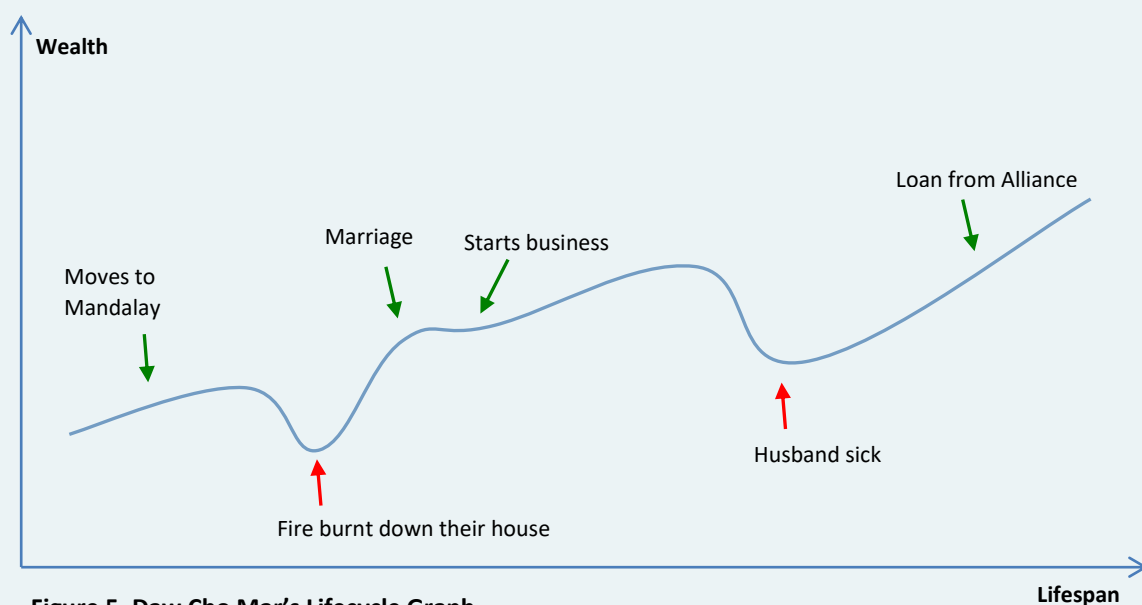 Wealth
Loan from Alliance
Marriage
Starts business
Moves to
Mandalay
Husband sick
Fire burnt down their house
Lifespan
Figure 5. Daw Cho Mar's Lifecycle Graph